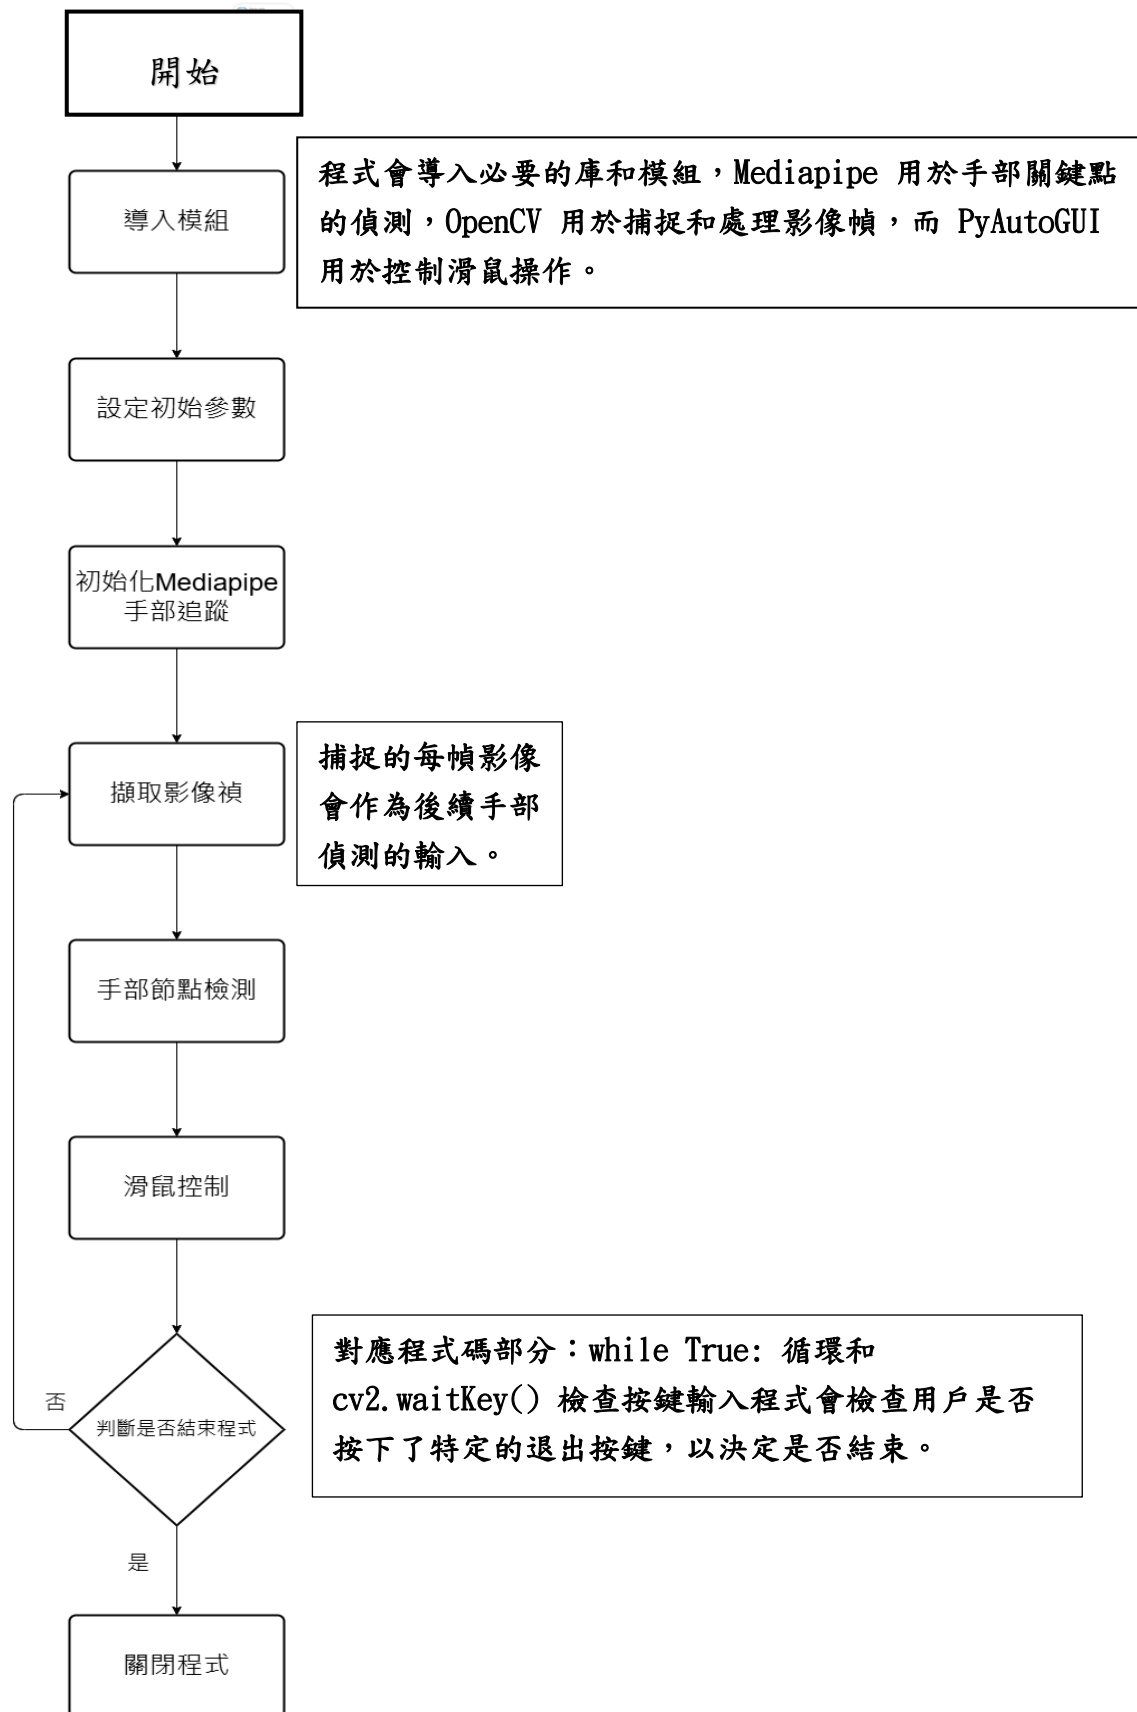 開始
導入模組
程式會導入必要的庫和模組，Mediapipe 用於手部關鍵點
的偵測，OpenCV 用於捕捉和處理影像幀，而 PyAutoGUI
用於控制滑鼠操作。
設定初始參數
初始化Mediapipe
手部追蹤
擷取影像禎
捕捉的每幀影像
會作為後續手部
偵測的輸入。
手部節點檢測
滑鼠控制
對應程式碼部分：while True: 循環和
cv2.waitKey() 檢查按鍵輸入程式會檢查用戶是否
按下了特定的退出按鍵，以決定是否結束。
否
判斷是否結束程式
是
關閉程式